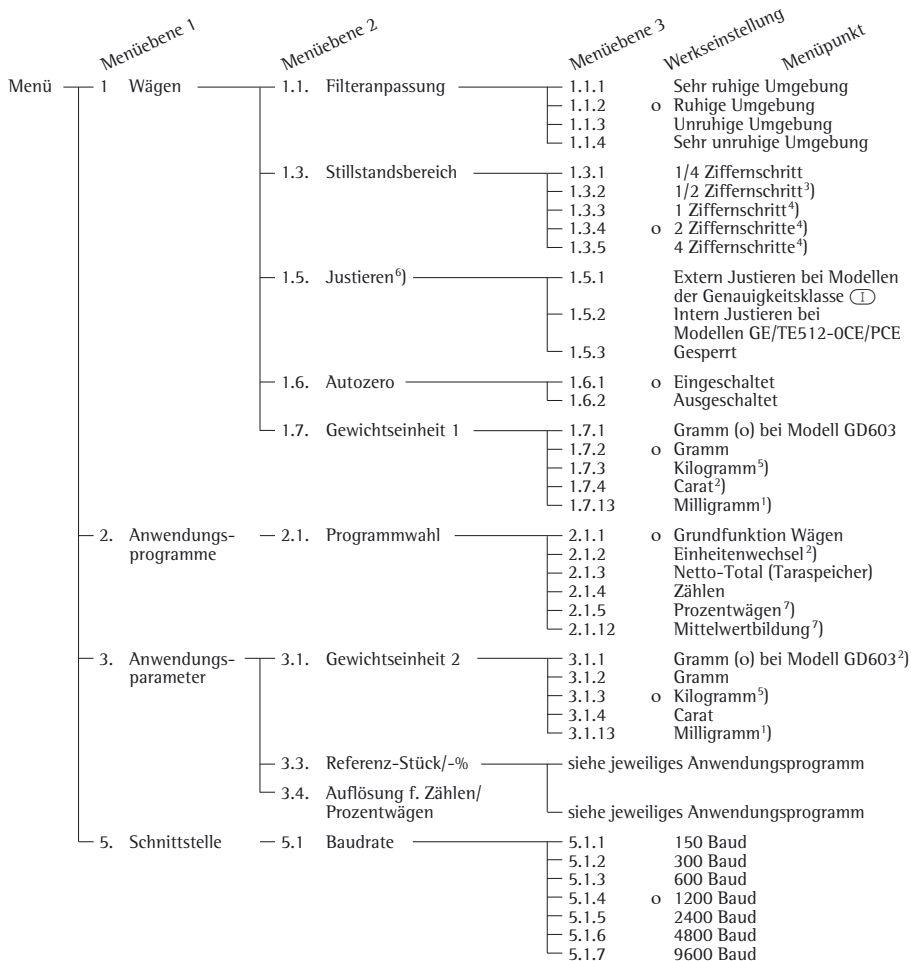 Menüebene 1 Menüebene 2 Menüebene 3 Werkseinstellung Menüpunkt
Menü 1 Wägen 1.1. Filteranpassung 1.1.1 Sehr ruhige Umgebung
1.1.2 o Ruhige Umgebung
1.1.3 Unruhige Umgebung
1.1.4 Sehr unruhige Umgebung
1.3. Stillstandsbereich 1.3.1 1/4 Ziffernschritt
1.3.2 1/2 Ziffernschritt³)
1.3.3 1 Ziffernschritt⁴)
1.3.4 o 2 Ziffernschritte⁴)
1.3.5 4 Ziffernschritte⁴)
1.5. Justieren⁶) 1.5.1 Extern Justieren bei Modellen
der Genauigkeitsklasse I
1.5.2 Intern Justieren bei
Modellen GE/TE512-0CE/PCE
1.5.3 Gesperrt
1.6. Autozero 1.6.1 o Eingeschaltet
1.6.2 Ausgeschaltet
1.7. Gewichtseinheit 1 1.7.1 Gramm (o) bei Modell GD603
1.7.2 o Gramm
1.7.3 Kilogramm⁵)
1.7.4 Carat²)
1.7.13 Milligramm¹)
2. Anwendungs- 2.1. Programmwahl 2.1.1 o Grundfunktion Wägen
programme 2.1.2 Einheitenwechsel²)
2.1.3 Netto-Total (Taraspeicher)
2.1.4 Zählen
2.1.5 Prozentwägen⁷)
2.1.12 Mittelwertbildung⁷)
3. Anwendungs- 3.1. Gewichtseinheit 2 3.1.1 Gramm (o) bei Modell GD603²)
parameter 3.1.2 Gramm
3.1.3 o Kilogramm⁵)
3.1.4 Carat
3.1.13 Milligramm¹)
3.3. Referenz-Stück/-% siehe jeweiliges Anwendungsprogramm
3.4. Auflösung f. Zählen/
Prozentwägen siehe jeweiliges Anwendungsprogramm
5. Schnittstelle 5.1 Baudrate 5.1.1 150 Baud
5.1.2 300 Baud
5.1.3 600 Baud
5.1.4 o 1200 Baud
5.1.5 2400 Baud
5.1.6 4800 Baud
5.1.7 9600 Baud